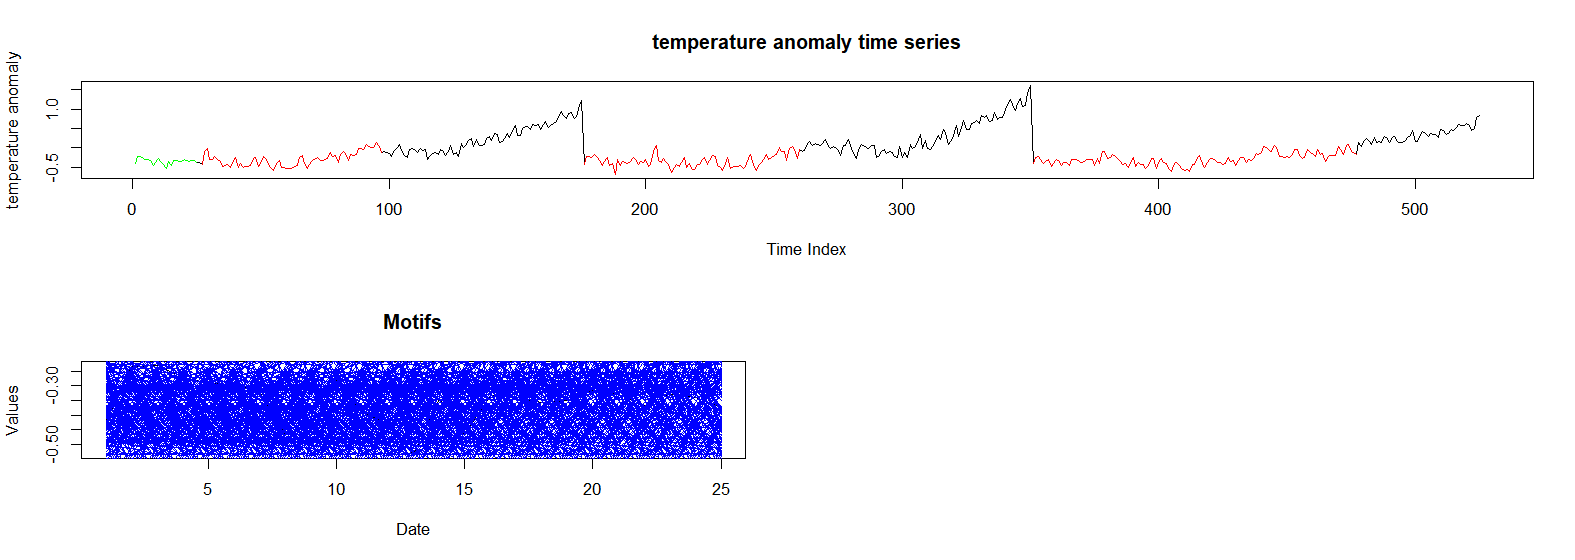 temperature anomaly time series
temperature anomaly
1.0
-0.5
0 100 200 300 400 500
Time Index
Motifs
Values
-0.30
-0.50
5 10 15 20 25
Date